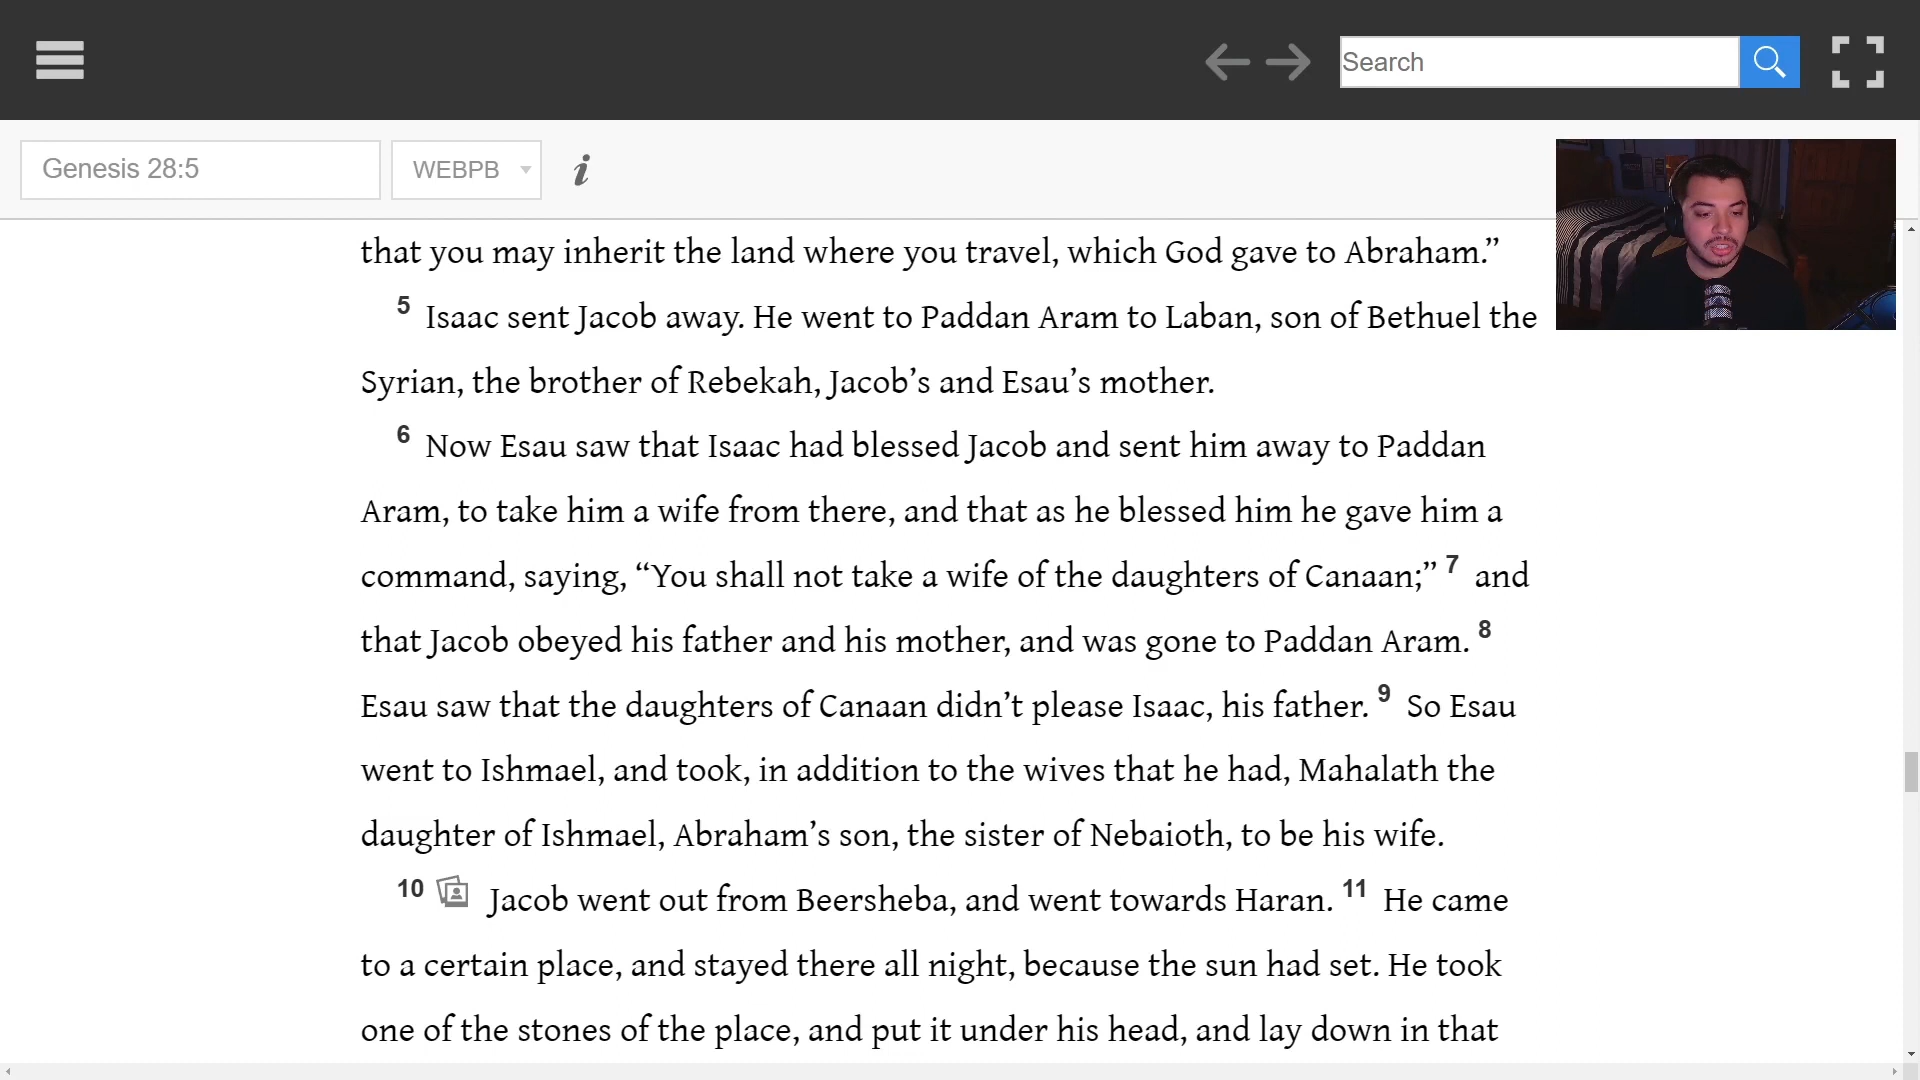 Search
Genesis 28:5
WEBPB
i
that you may inherit the land where you travel, which God gave to Abraham.”
5 Isaac sent Jacob away. He went to Paddan Aram to Laban, son of Bethuel the
Syrian, the brother of Rebekah, Jacob’s and Esau’s mother.
6 Now Esau saw that Isaac had blessed Jacob and sent him away to Paddan
Aram, to take him a wife from there, and that as he blessed him he gave him a
command, saying, “You shall not take a wife of the daughters of Canaan;” 7 and
that Jacob obeyed his father and his mother, and was gone to Paddan Aram. 8
Esau saw that the daughters of Canaan didn’t please Isaac, his father. 9 So Esau
went to Ishmael, and took, in addition to the wives that he had, Mahalath the
daughter of Ishmael, Abraham’s son, the sister of Nebaioth, to be his wife.
10 Jacob went out from Beersheba, and went towards Haran. 11 He came
to a certain place, and stayed there all night, because the sun had set. He took
one of the stones of the place, and put it under his head, and lay down in that